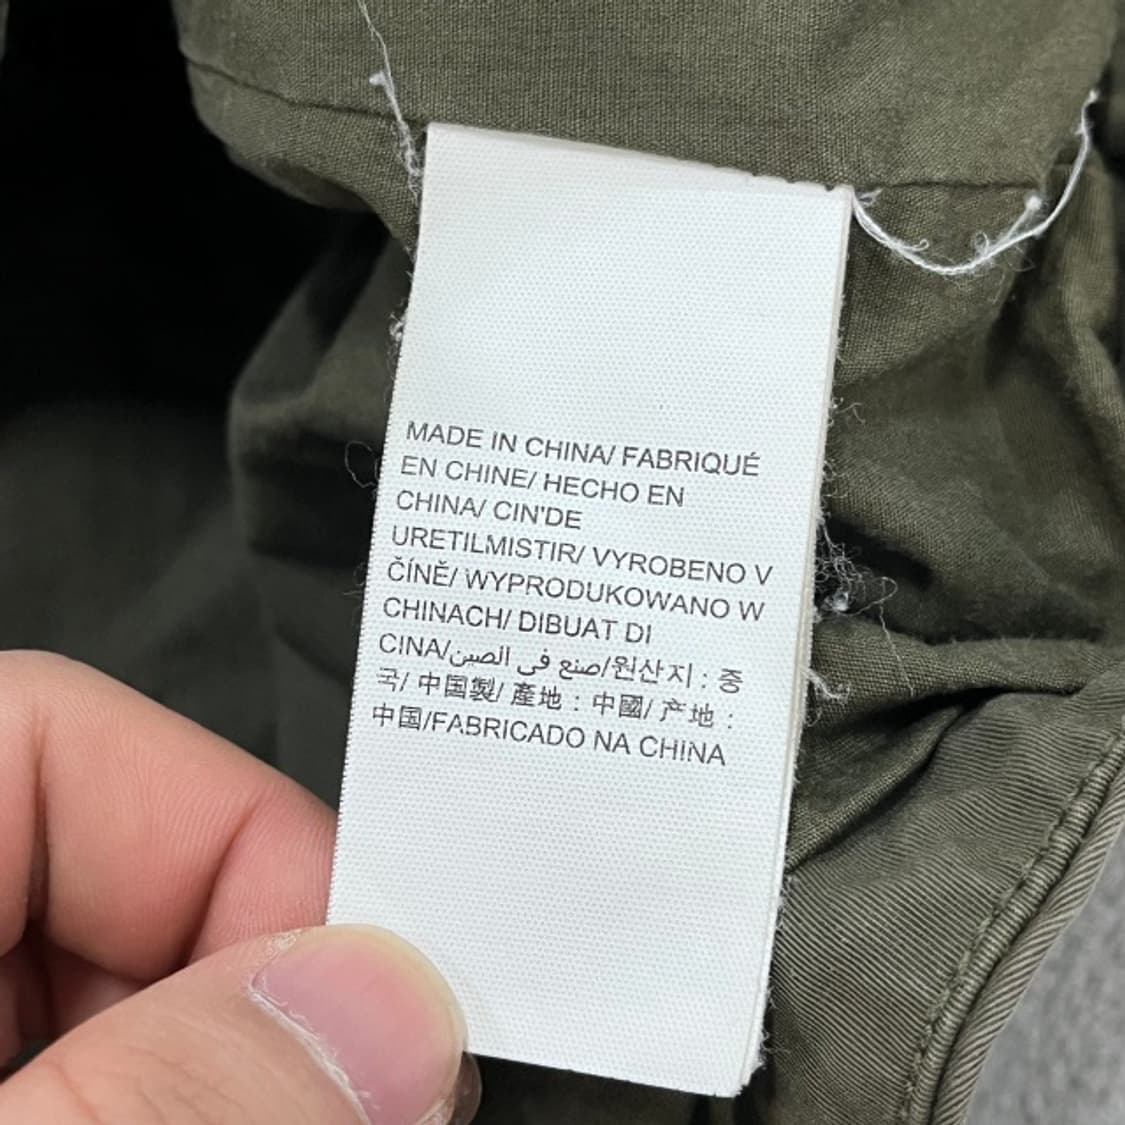 MADE IN CHINA/ FABRIQUÉ
EN CHINE/ HECHO EN
CHINA/ CIN'DE
URETILMISTIR/ VYROBENO V
ČÍNĚ/ WYPRODUKOWANO W
CHINACH/ DIBUAT DI
CINA/صنع في الصين/원산지 : 중
국/ 中国製/ 產地 : 中國/ 产地 :
中国/FABRICADO NA CHINA